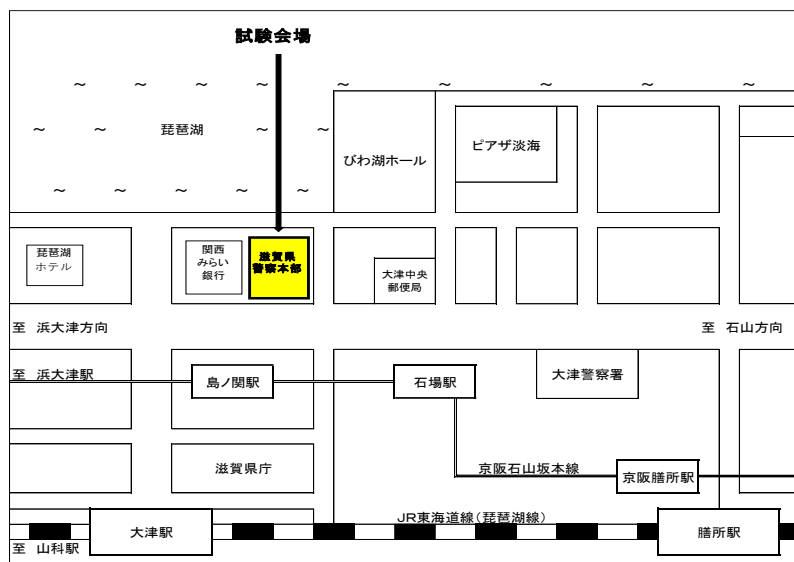 試験会場
～ ～ ～ ～ ～ ～ ～ ～ ～
～ ～ 琵琶湖 ～ ～
びわ湖ホール
ピアザ淡海
～ ～ ～ ～ ～
琵琶湖
ホテル
関西
みらい
銀行
滋賀県
警察本部
大津中央
郵便局
至 浜大津方向
至 石山方向
至 浜大津駅
島ノ関駅
石場駅
大津警察署
滋賀県庁
京阪石山坂本線
京阪膳所駅
JR東海道線(琵琶湖線)
大津駅
膳所駅
至 山科駅